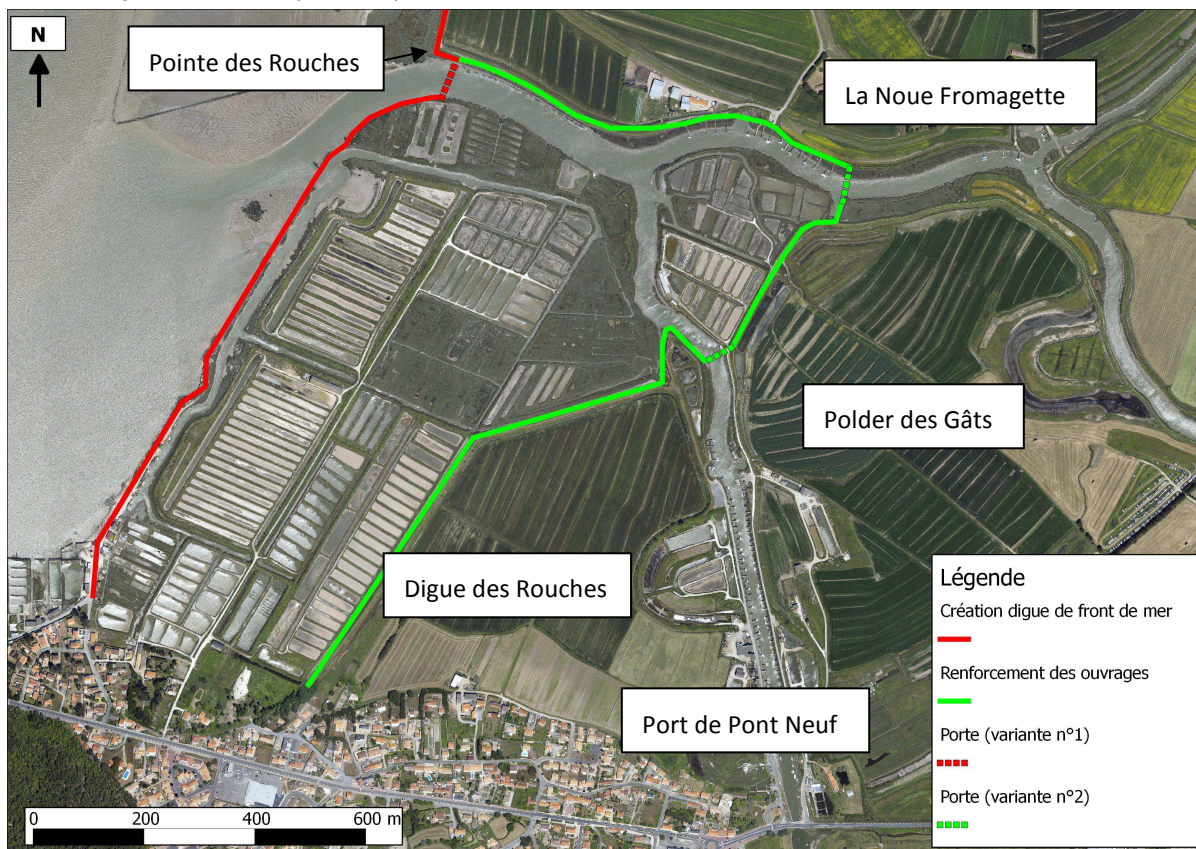 N
Pointe des Rouches
La Noue Fromagette
Polder des Gâts
Digue des Rouches
Port de Pont Neuf
Légende
Création digue de front de mer
Renforcement des ouvrages
Porte (variante n°1)
Porte (variante n°2)
0 200 400 600 m